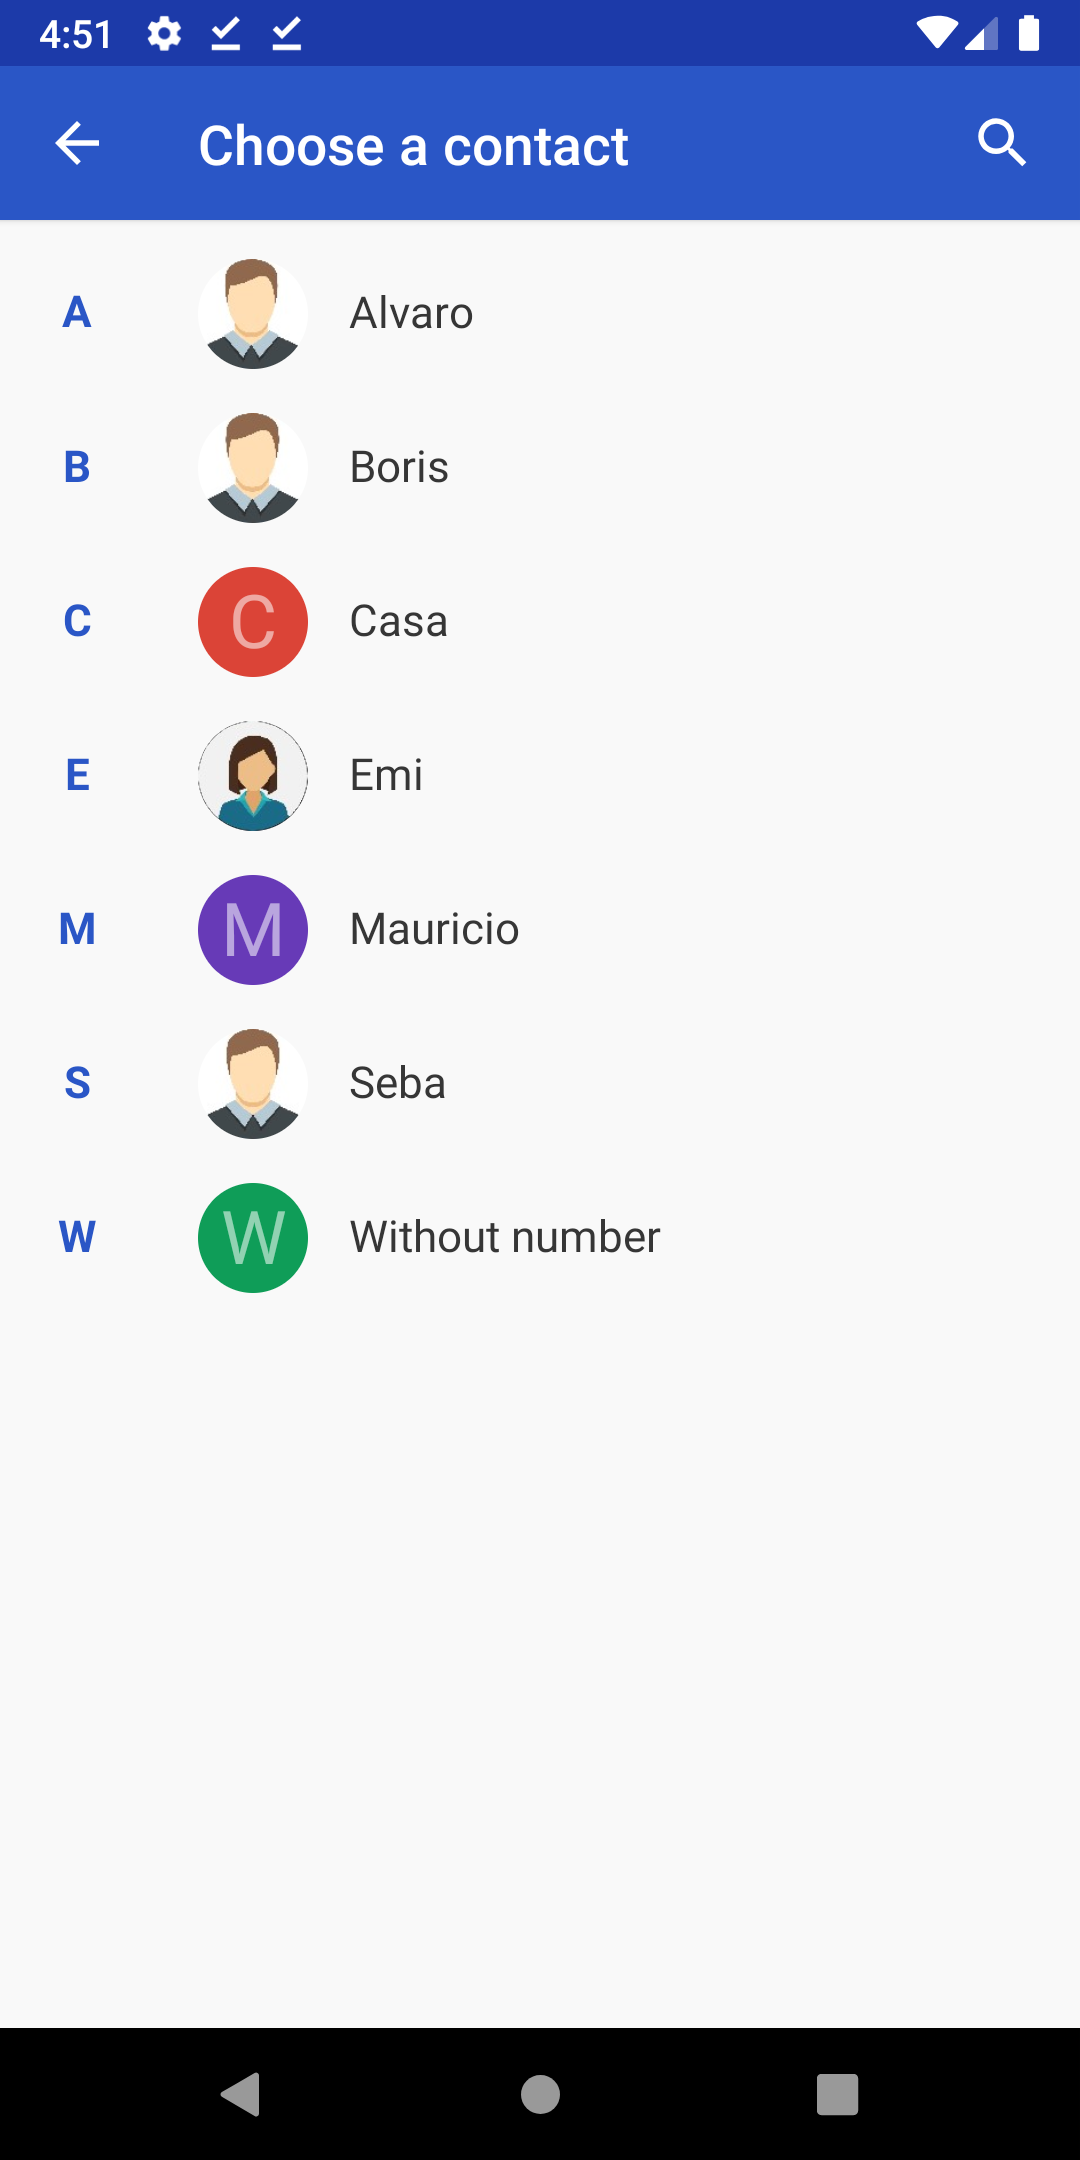 4:51
Choose a contact
A Alvaro
B Boris
C C Casa
E Emi
M M Mauricio
S Seba
W W Without number